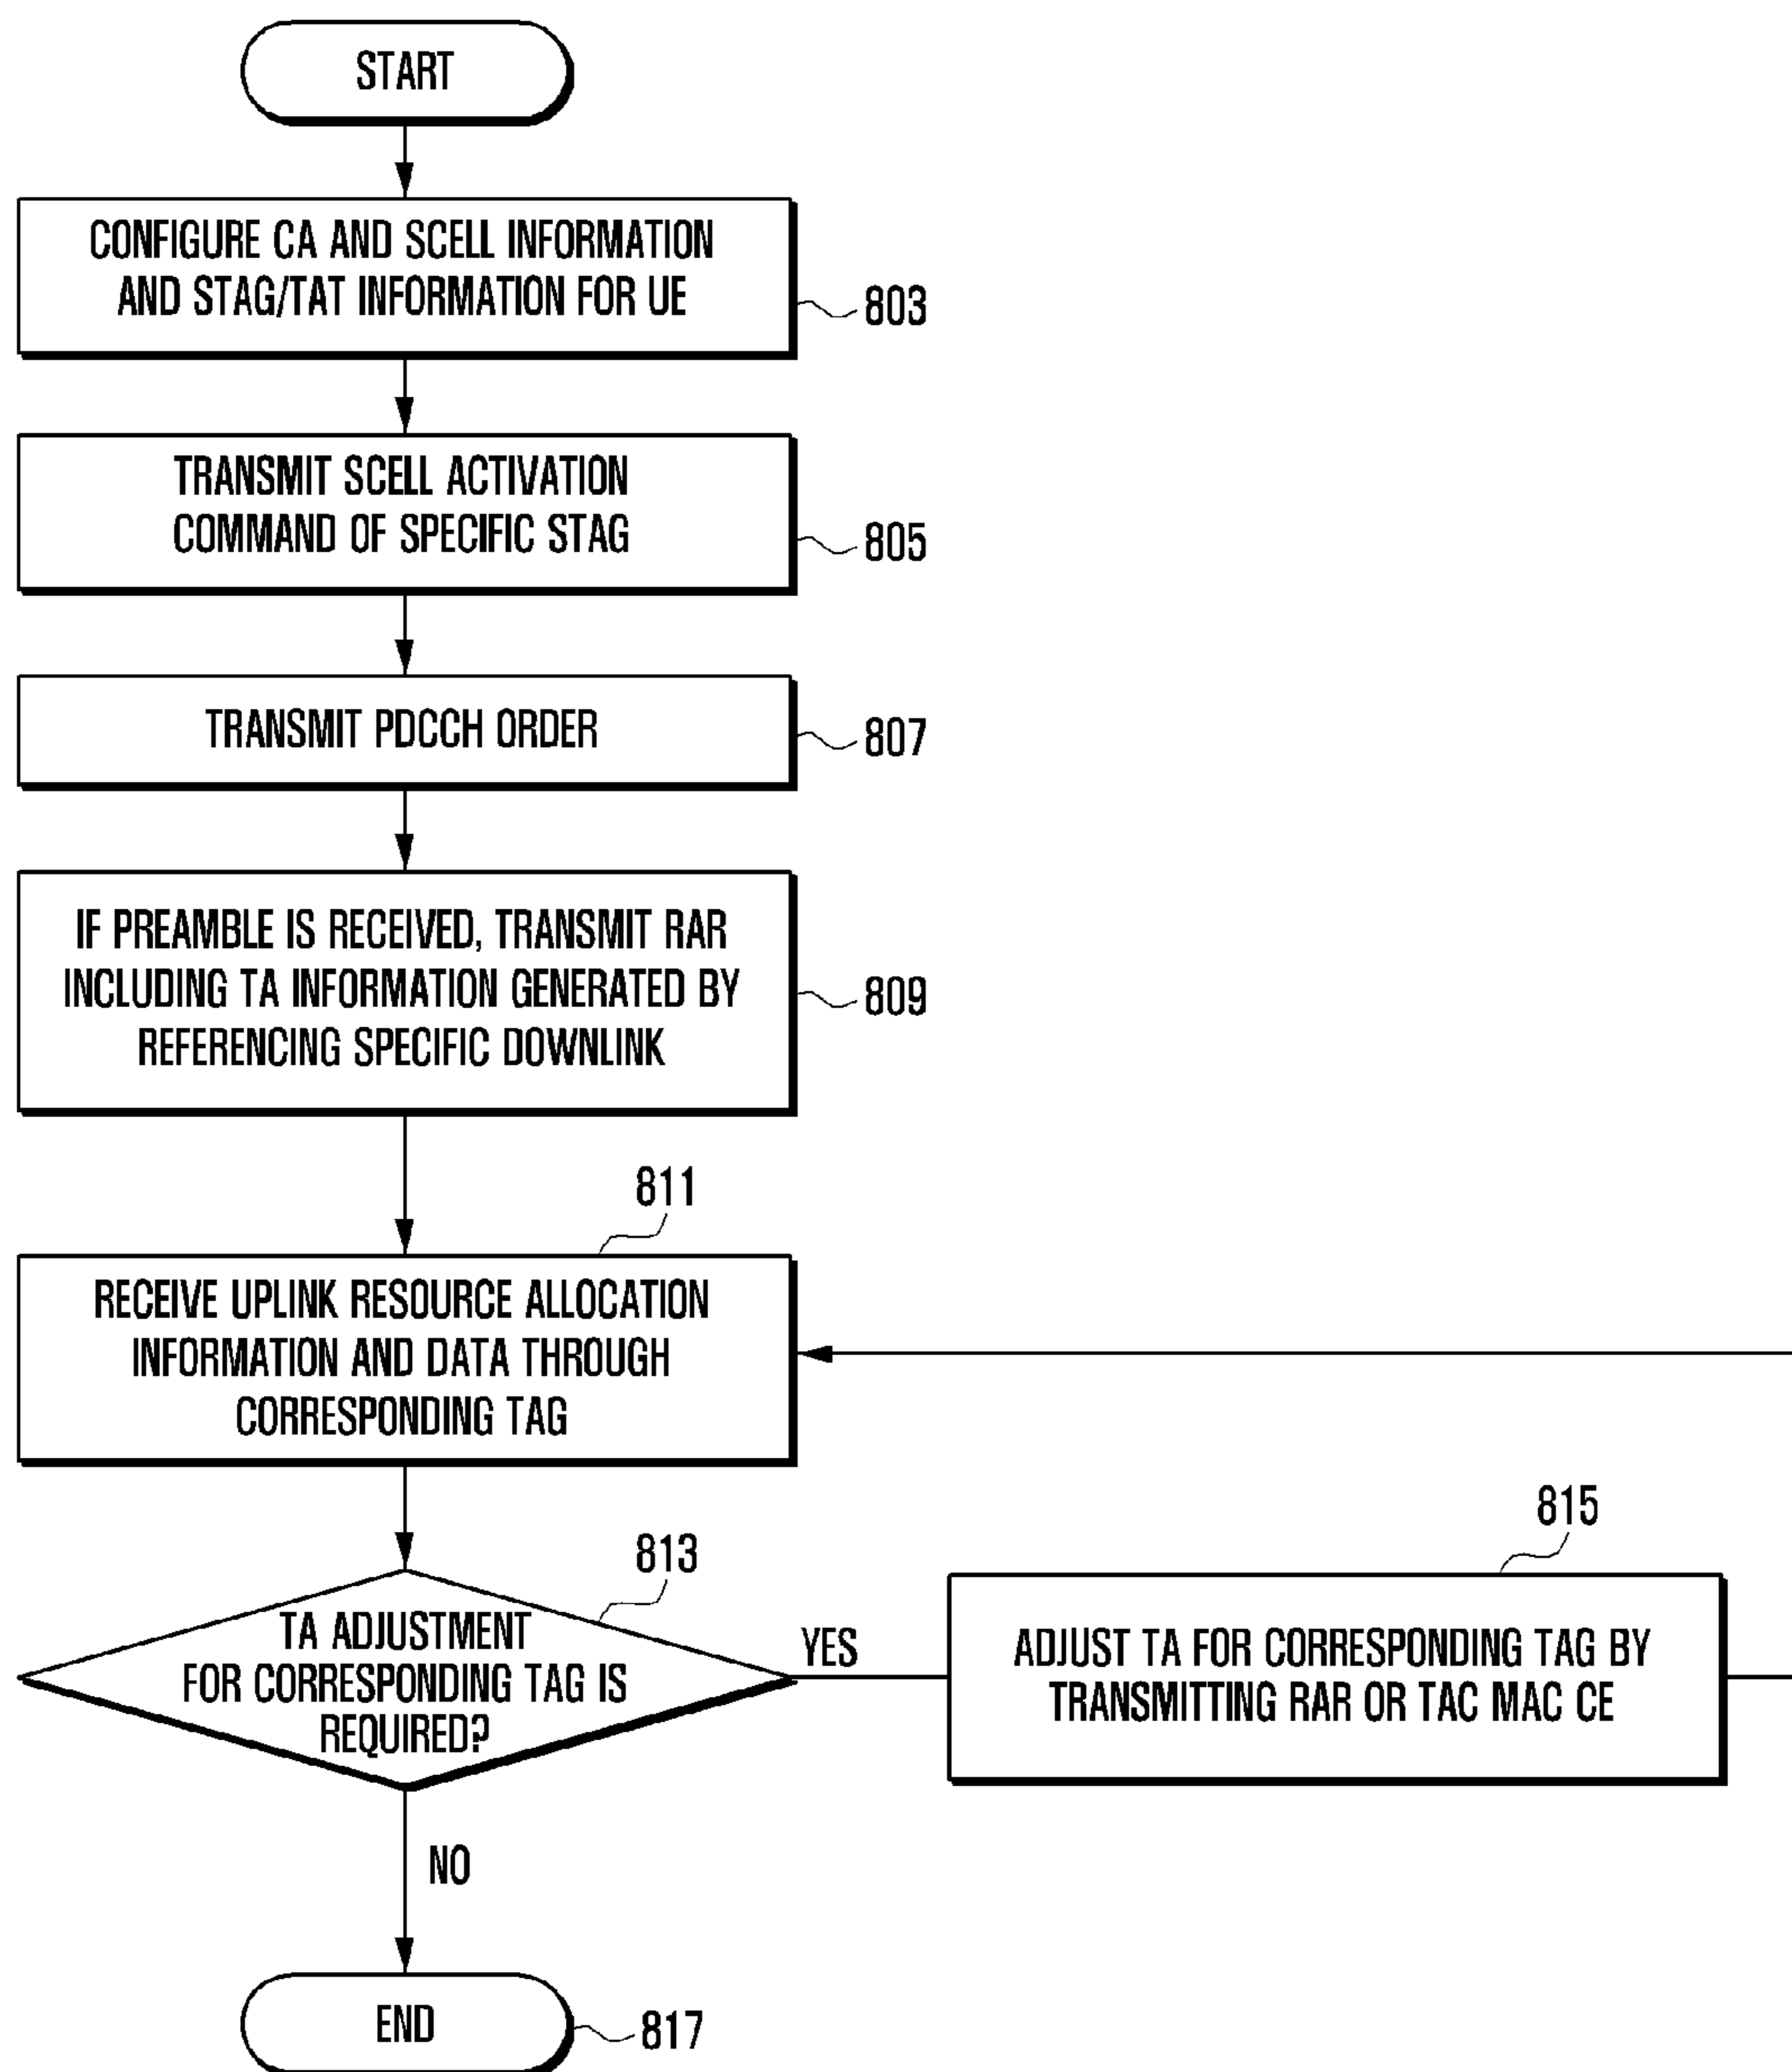 START
CONFIGURE CA AND SCELL INFORMATION
AND STAG/TAT INFORMATION FOR UE
803
TRANSMIT SCELL ACTIVATION
COMMAND OF SPECIFIC STAG
805
TRANSMIT PDCCH ORDER
807
IF PREAMBLE IS RECEIVED, TRANSMIT RAR
INCLUDING TA INFORMATION GENERATED BY
REFERENCING SPECIFIC DOWNLINK
809
811
RECEIVE UPLINK RESOURCE ALLOCATION
INFORMATION AND DATA THROUGH
CORRESPONDING TAG
813
TA ADJUSTMENT
FOR CORRESPONDING TAG IS
REQUIRED?
YES
815
ADJUST TA FOR CORRESPONDING TAG BY
TRANSMITTING RAR OR TAC MAC CE
NO
END
817